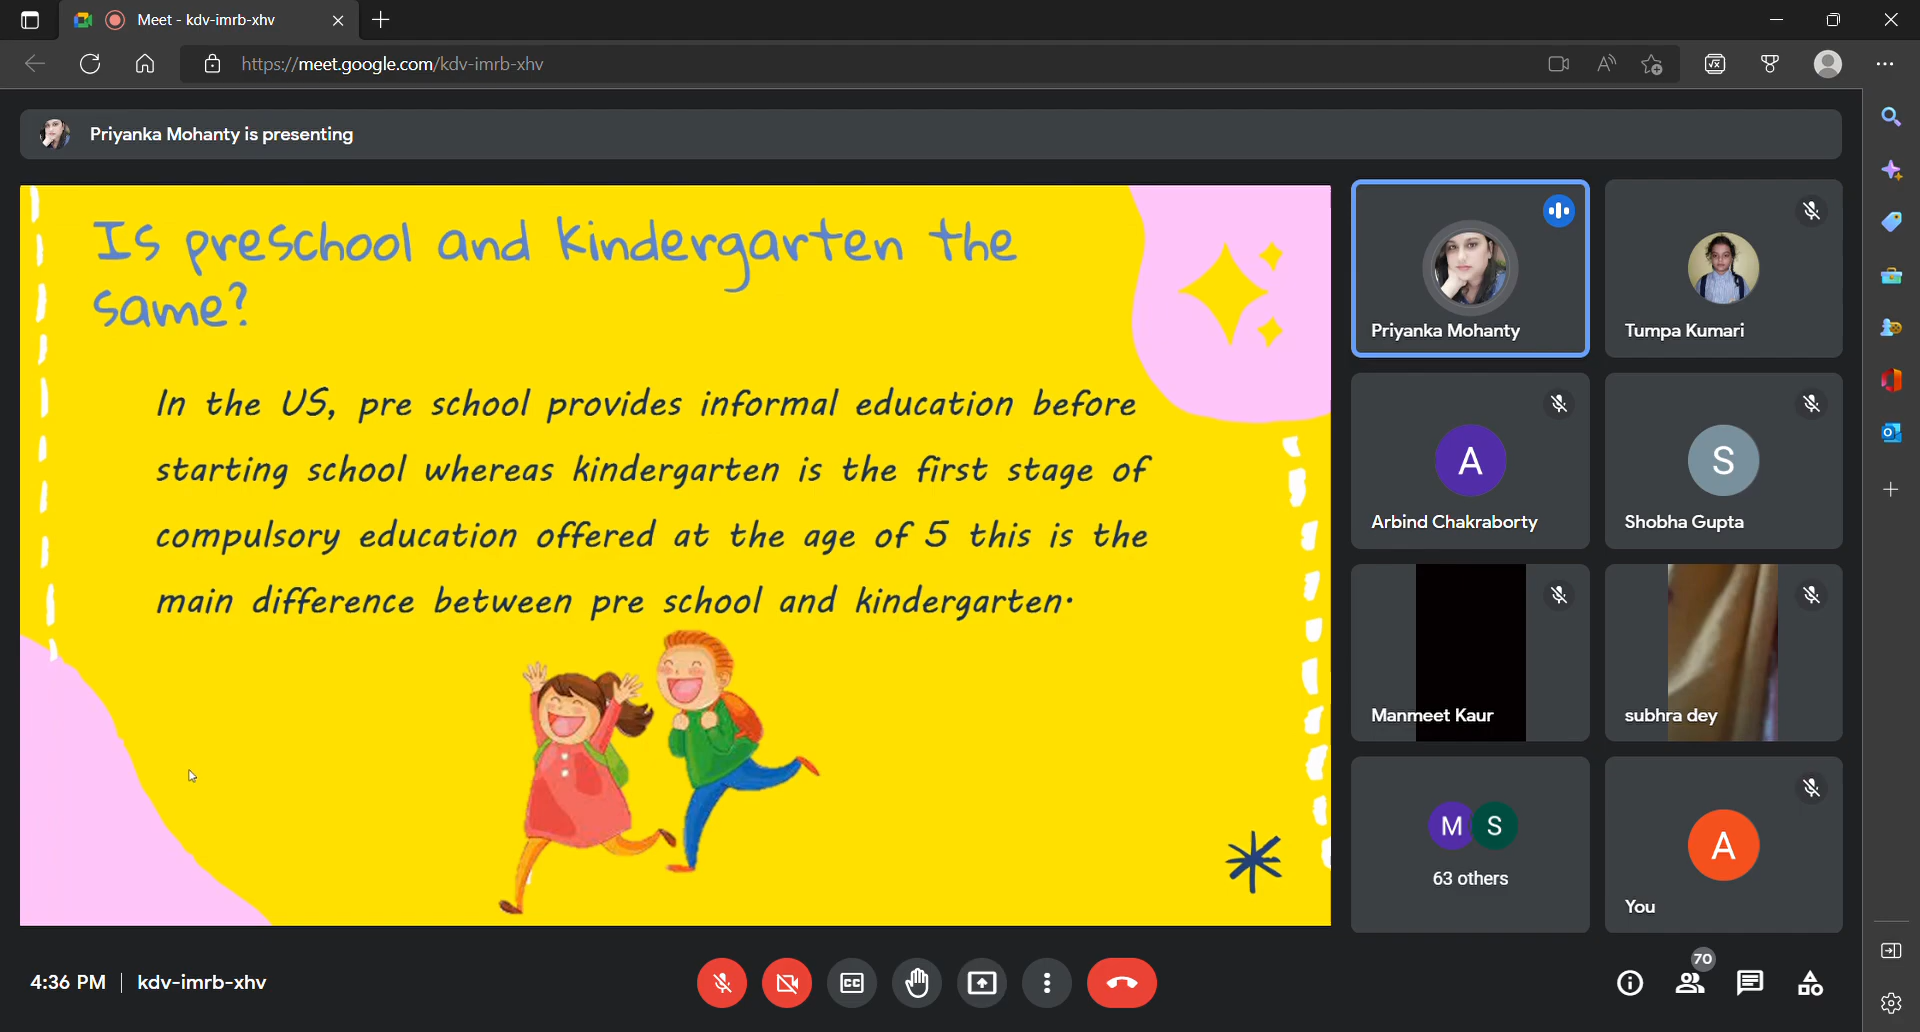 Meet - kdv-imrb-xhv
https://meet.google.com/kdv-imrb-xhv
Priyanka Mohanty is presenting
Is preschool and kindergarten the
same?
In the US, pre school provides informal education before
starting school whereas kindergarten is the first stage of
compulsory education offered at the age of 5 this is the
main difference between pre school and kindergarten.
Priyanka Mohanty
Tumpa Kumari
A
Arbind Chakraborty
S
Shobha Gupta
Manmeet Kaur
subhra dey
M S
63 others
A
You
4:36 PM | kdv-imrb-xhv
CC
70